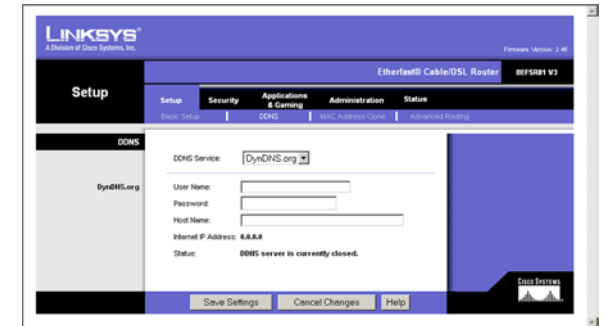 LINKSYS®
A Division of Cisco Systems, Inc.
Firmware Version: 2.45
Etherfast® Cable/DSL Router
BEFSR81 V3
Setup
Setup
Security
Applications & Gaming
Administration
Status
Basic Setup
DDNS
MAC Address Clone
Advanced Routing
DDNS
DDNS Service:
DynDNS.org
DynDNS.org
User Name:
Password:
Host Name:
Internet IP Address: 0.0.0.0
Status: DDNS server is currently closed.
CISCO SYSTEMS
Save Settings
Cancel Changes
Help